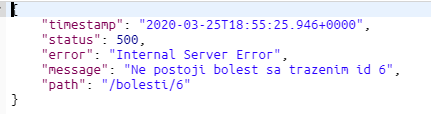 {
    "timestamp": "2020-03-25T18:55:25.946+0000",
    "status": 500,
    "error": "Internal Server Error",
    "message": "Ne postoji bolest sa trazenim id 6",
    "path": "/bolesti/6"
}